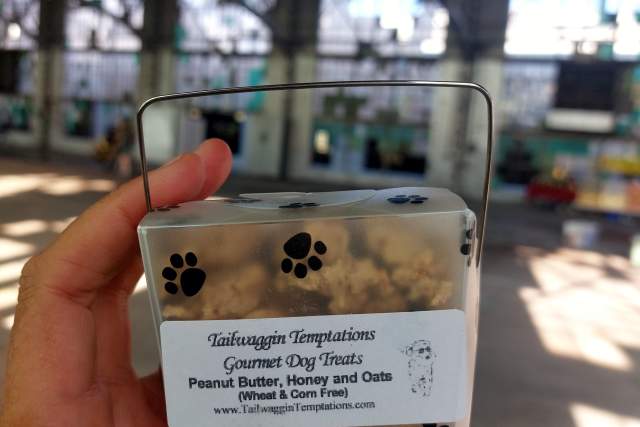 Tailwaggin Temptations
Gourmet Dog Treats
Peanut Butter, Honey and Oats
(Wheat & Corn Free)
www.TailwagginTemptations.com